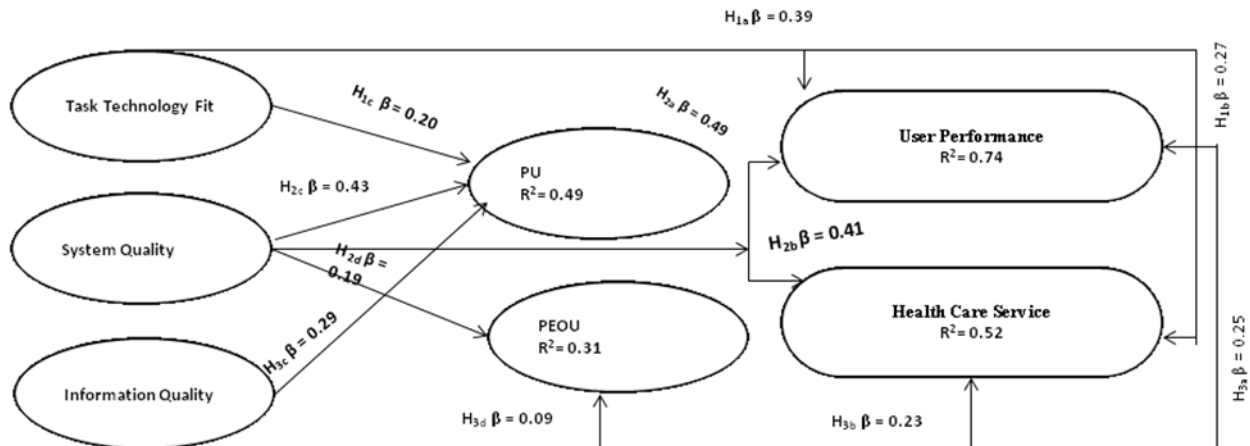 H1a β = 0.39
H1b β = 0.27
Task Technology Fit
H1c β = 0.20
H2a β = 0.49
User Performance
R² = 0.74
PU
R² = 0.49
H2c β = 0.43
System Quality
H2b β = 0.41
H2d β =
0.19
Health Care Service
R² = 0.52
PEOU
R² = 0.31
H3c β = 0.29
H3a β = 0.25
Information Quality
H3d β = 0.09
H3b β = 0.23